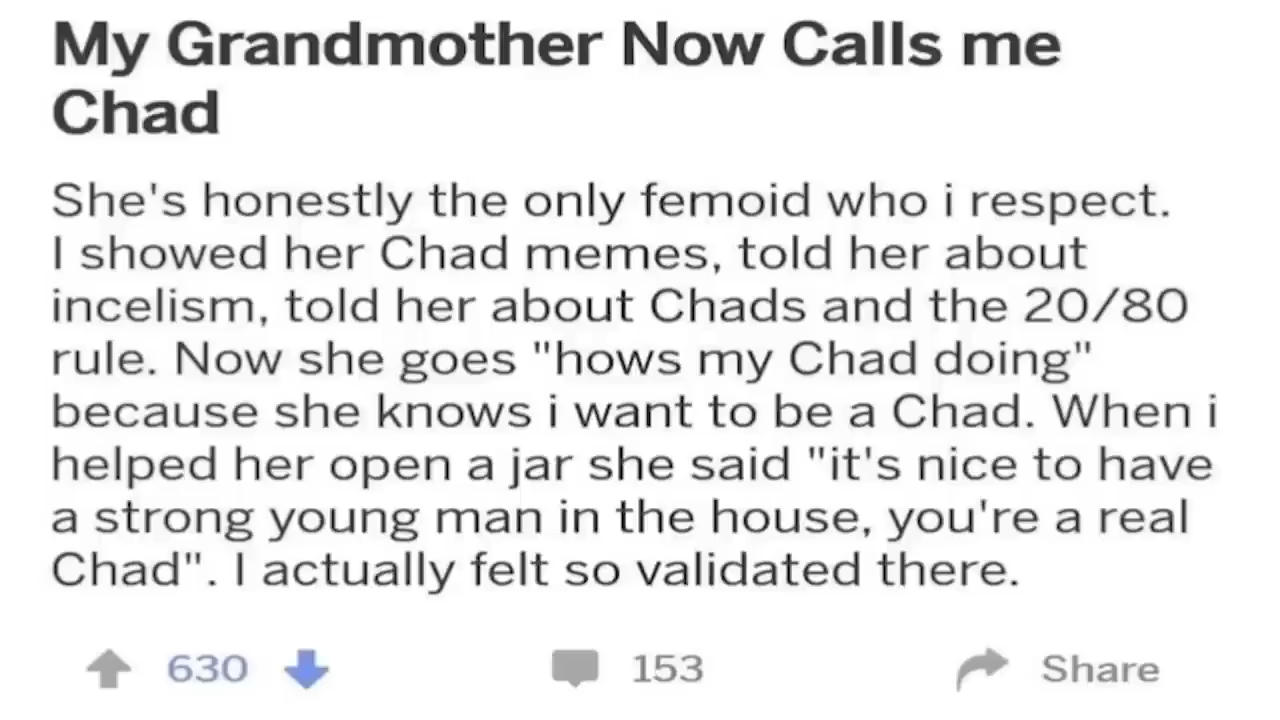 My Grandmother Now Calls me
Chad
She's honestly the only femoid who i respect.
I showed her Chad memes, told her about
incelism, told her about Chads and the 20/80
rule. Now she goes "hows my Chad doing"
because she knows i want to be a Chad. When i
helped her open a jar she said "it's nice to have
a strong young man in the house, you're a real
Chad". I actually felt so validated there.
630 153 Share